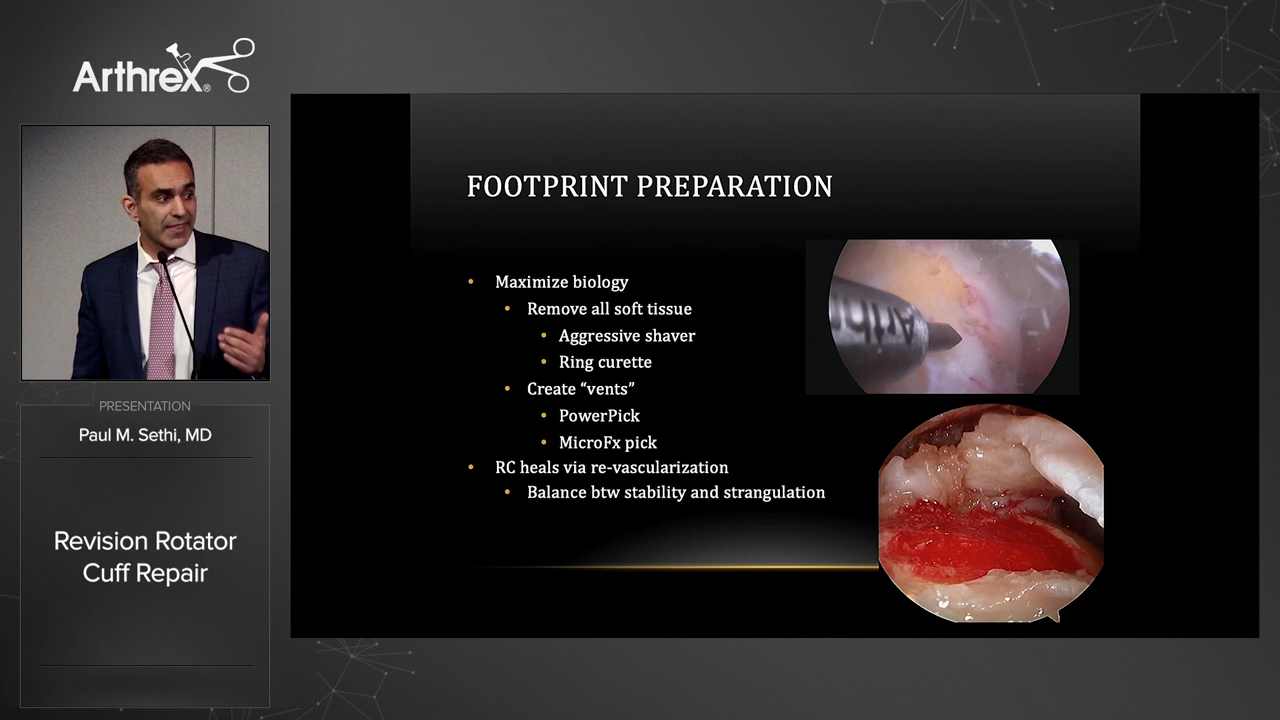 Arthrex®
PRESENTATION
Paul M. Sethi, MD
Revision Rotator
Cuff Repair
FOOTPRINT PREPARATION
• Maximize biology
• Remove all soft tissue
• Aggressive shaver
• Ring curette
• Create “vents”
• PowerPick
• MicroFx pick
• RC heals via re-vascularization
• Balance btw stability and strangulation
Arth